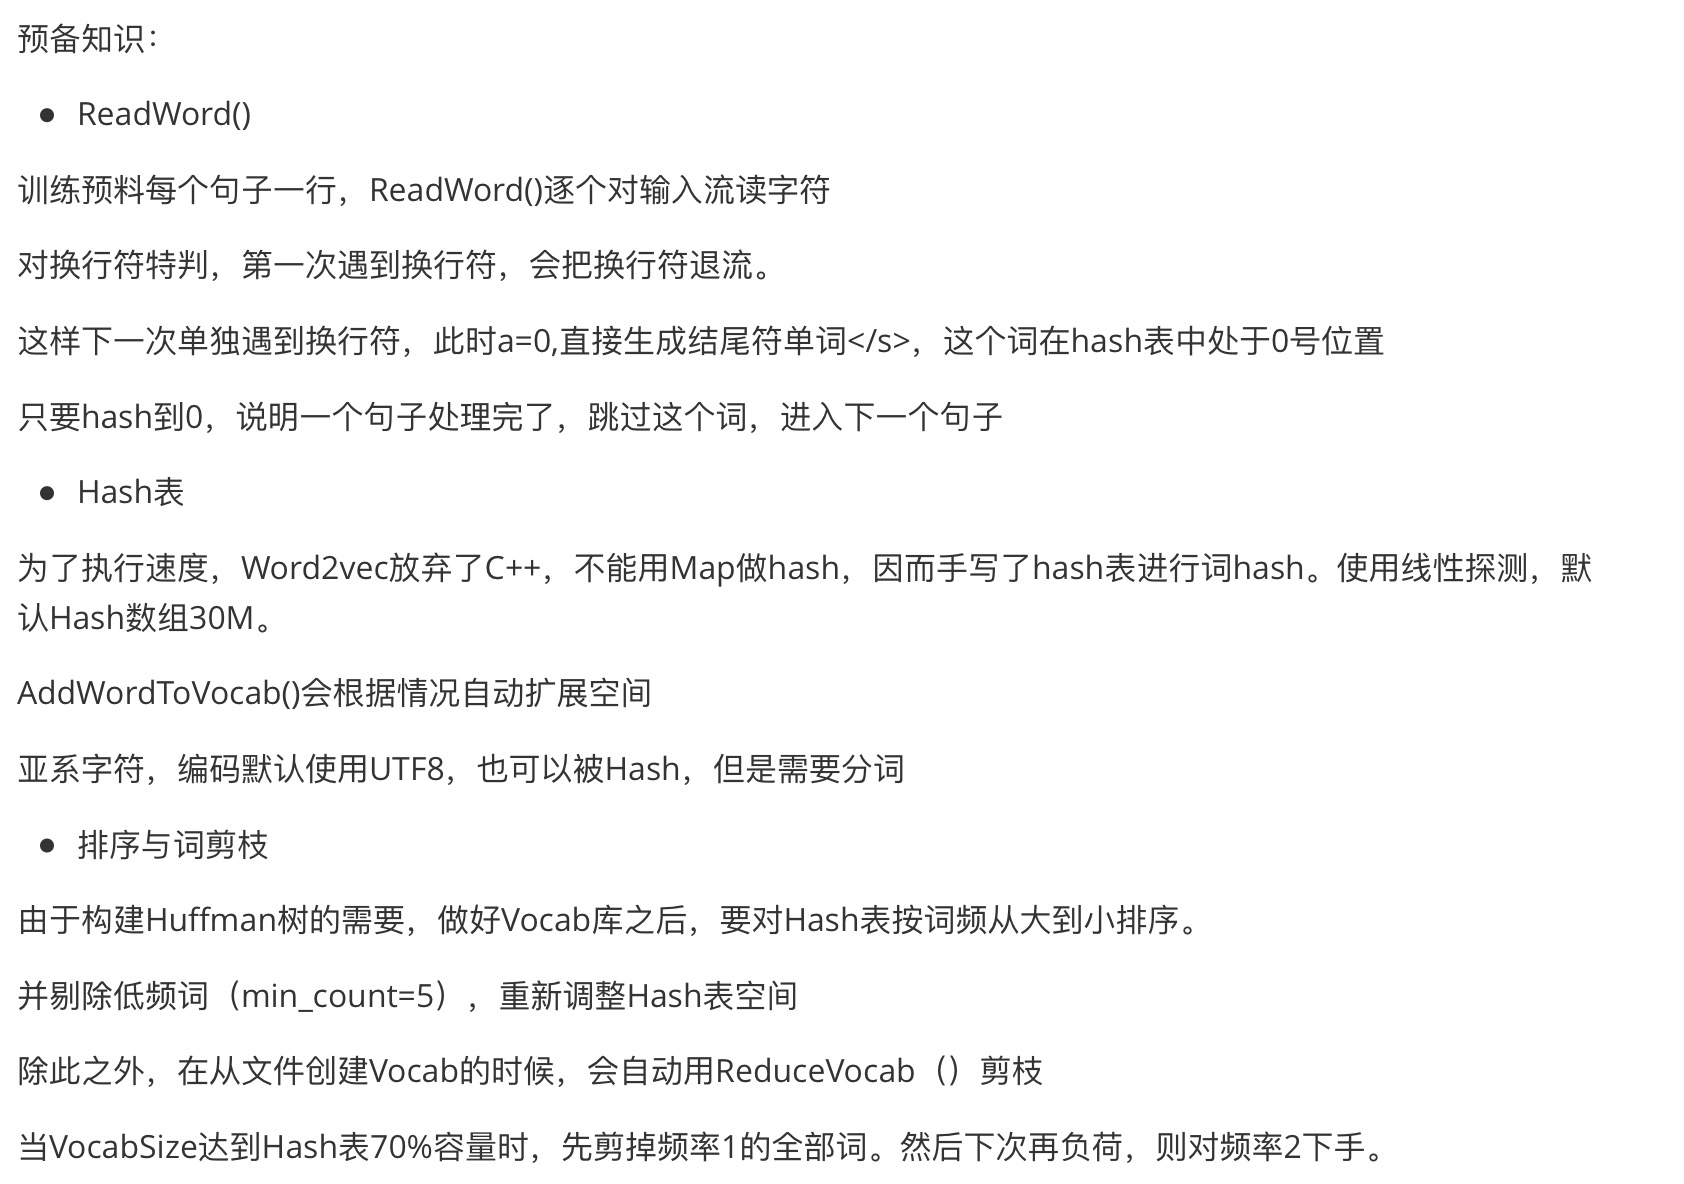 预备知识：
● ReadWord()
训练预料每个句子一行，ReadWord()逐个对输入流读字符
对换行符特判，第一次遇到换行符，会把换行符退流。
这样下一次单独遇到换行符，此时a=0,直接生成结尾符单词</s>，这个词在hash表中处于0号位置
只要hash到0，说明一个句子处理完了，跳过这个词，进入下一个句子
● Hash表
为了执行速度，Word2vec放弃了C++，不能用Map做hash，因而手写了hash表进行词hash。使用线性探测，默
认Hash数组30M。
AddWordToVocab()会根据情况自动扩展空间
亚系字符，编码默认使用UTF8，也可以被Hash，但是需要分词
● 排序与词剪枝
由于构建Huffman树的需要，做好Vocab库之后，要对Hash表按词频从大到小排序。
并剔除低频词（min_count=5），重新调整Hash表空间
除此之外，在从文件创建Vocab的时候，会自动用ReduceVocab（）剪枝
当VocabSize达到Hash表70%容量时，先剪掉频率1的全部词。然后下次再负荷，则对频率2下手。